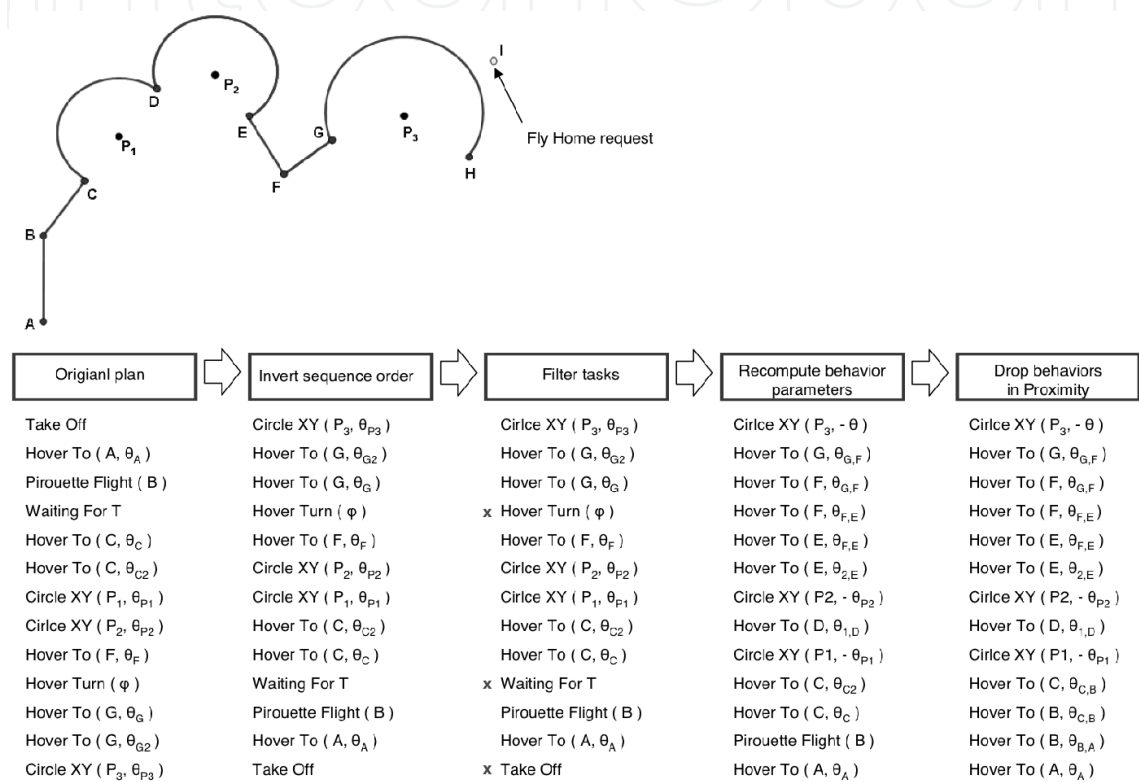 I
D
P2
E
G
P3
Fly Home request
P1
F
H
C
B
A
Origianl plan
Invert sequence order
Filter tasks
Recompute behavior
parameters
Drop behaviors
in Proximity
Take Off
Hover To ( A, θA )
Pirouette Flight ( B )
Waiting For T
Hover To ( C, θC )
Hover To ( C, θC2 )
Circle XY ( P1, θP1 )
Cirlce XY ( P2, θP2 )
Hover To ( F, θF )
Hover Turn ( φ )
Hover To ( G, θG )
Hover To ( G, θG2 )
Circle XY ( P3, θP3 )
Circle XY ( P3, θP3 )
Hover To ( G, θG2 )
Hover To ( G, θG )
Hover Turn ( φ )
Hover To ( F, θF )
Circle XY ( P2, θP2 )
Circle XY ( P1, θP1 )
Hover To ( C, θC2 )
Hover To ( C, θC )
Waiting For T
Pirouette Flight ( B )
Hover To ( A, θA )
Take Off
Cirlce XY ( P3, θP3 )
Hover To ( G, θG2 )
Hover To ( G, θG )
x Hover Turn ( φ )
Hover To ( F, θF )
Cirlce XY ( P2, θP2 )
Cirlce XY ( P1, θP1 )
Hover To ( C, θC2 )
Hover To ( C, θC )
x Waiting For T
Pirouette Flight ( B )
Hover To ( A, θA )
x Take Off
Cirlce XY ( P3, - θ )
Hover To ( G, θG,F )
Hover To ( F, θG,F )
Hover To ( F, θF,E )
Hover To ( E, θF,E )
Hover To ( E, θ2,E )
Circle XY ( P2, - θP2 )
Hover To ( D, θ1,D )
Circle XY ( P1, - θP1 )
Hover To ( C, θC2 )
Hover To ( C, θC )
Pirouette Flight ( B )
Hover To ( A, θA )
Cirlce XY ( P3, - θ )
Hover To ( G, θG,F )
Hover To ( F, θG,F )
Hover To ( F, θF,E )
Hover To ( E, θF,E )
Hover To ( E, θ2,E )
Cirlce XY ( P2, - θP2 )
Hover To ( D, θ1,D )
Cirlce XY ( P1, - θP1 )
Hover To ( C, θC,B )
Hover To ( B, θC,B )
Hover To ( B, θB,A )
Hover To ( A, θA )